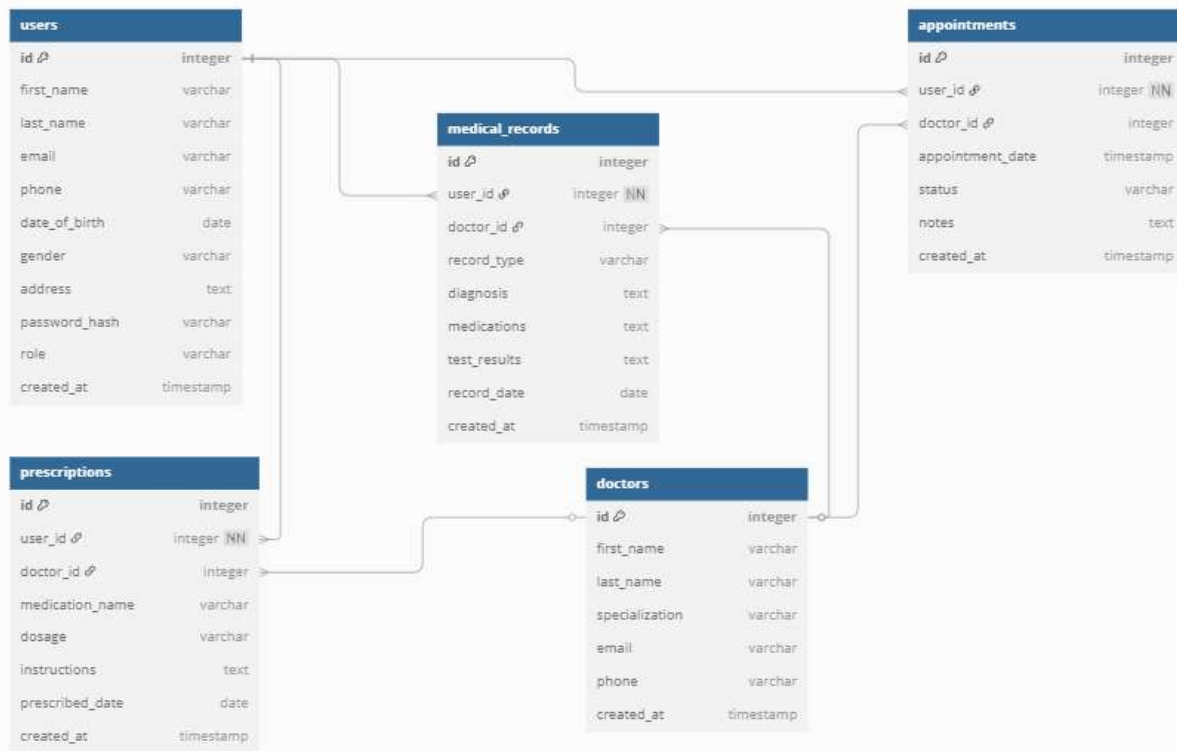 users
id integer
first_name varchar
last_name varchar
email varchar
phone varchar
date_of_birth date
gender varchar
address text
password_hash varchar
role varchar
created_at timestamp
medical_records
id integer
user_id integer NN
doctor_id integer
record_type varchar
diagnosis text
medications text
test_results text
record_date date
created_at timestamp
appointments
id integer
user_id integer NN
doctor_id integer
appointment_date timestamp
status varchar
notes text
created_at timestamp
prescriptions
id integer
user_id integer NN
doctor_id integer
medication_name varchar
dosage varchar
instructions text
prescribed_date date
created_at timestamp
doctors
id integer
first_name varchar
last_name varchar
specialization varchar
email varchar
phone varchar
created_at timestamp